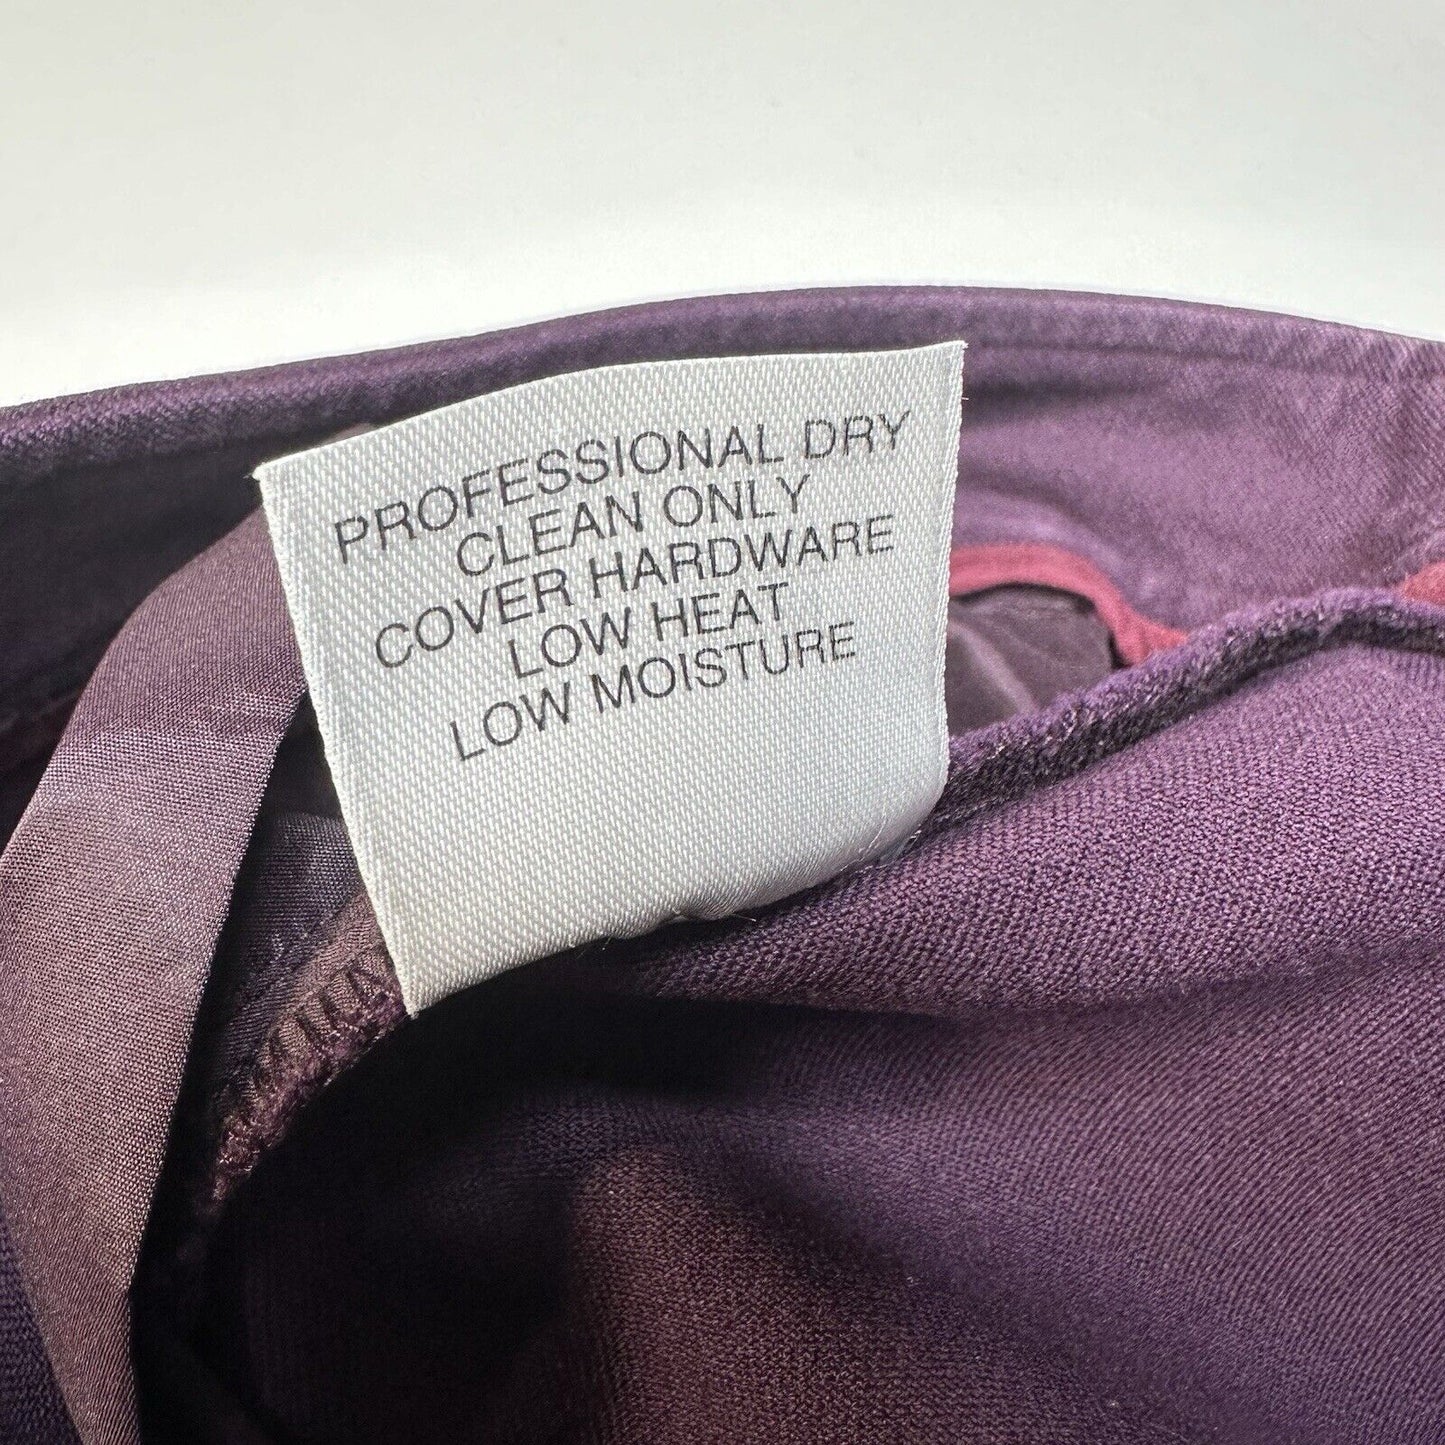 PROFESSIONAL DRY
CLEAN ONLY
COVER HARDWARE
LOW HEAT
LOW MOISTURE